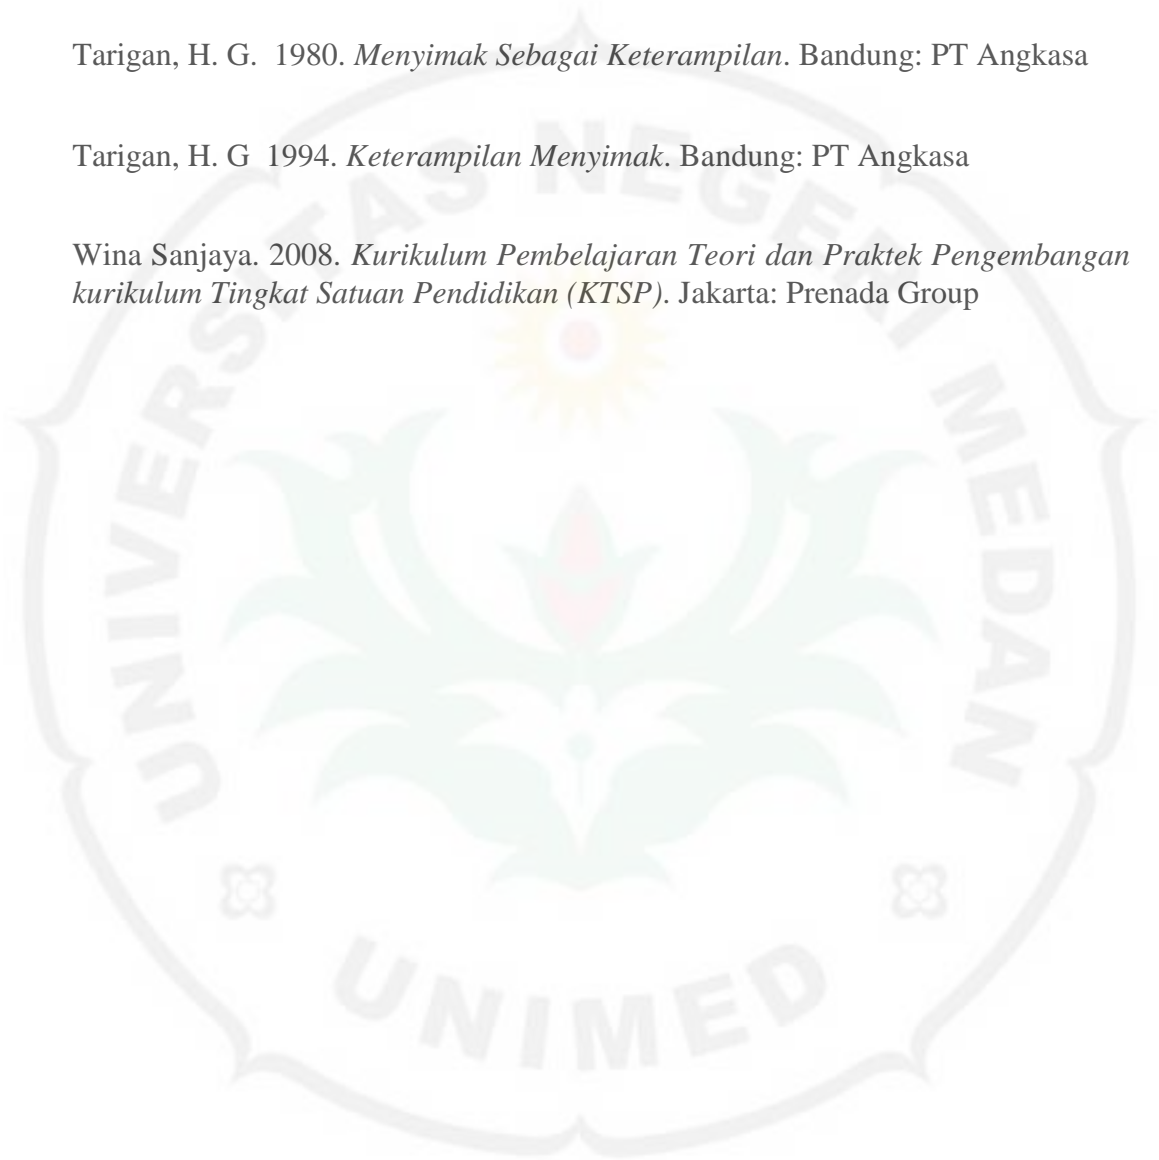 Tarigan, H. G.  1980. Menyimak Sebagai Keterampilan. Bandung: PT Angkasa
Tarigan, H. G  1994. Keterampilan Menyimak. Bandung: PT Angkasa
Wina Sanjaya. 2008. Kurikulum Pembelajaran Teori dan Praktek Pengembangan
kurikulum Tingkat Satuan Pendidikan (KTSP). Jakarta: Prenada Group
UNIVERSITAS NEGERI MEDAN
UNIMED